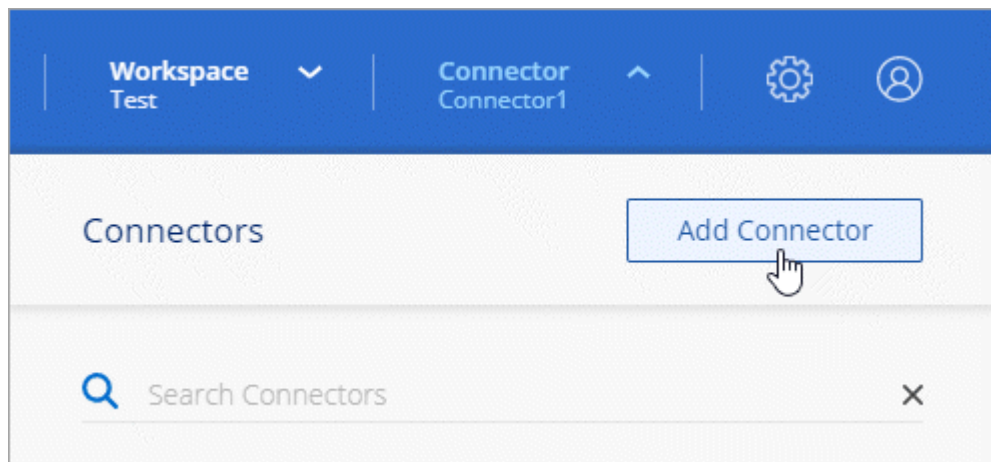 Workspace
Test
Connector
Connector1
Connectors
Add Connector
Search Connectors